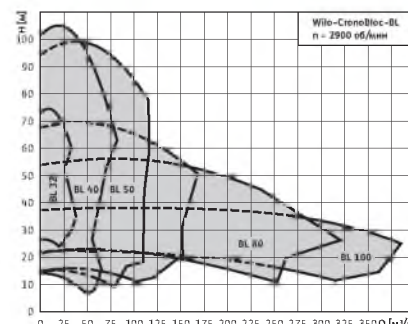 H [м]
Wilo-CronoBloc-BL
n = 2900 об/мин
100
90
80
70
60
50
40
30
20
10
0
BL 32
BL 40
BL 50
BL 80
BL 100
0 25 50 75 100 125 150 175 200 225 250 275 300 325 350